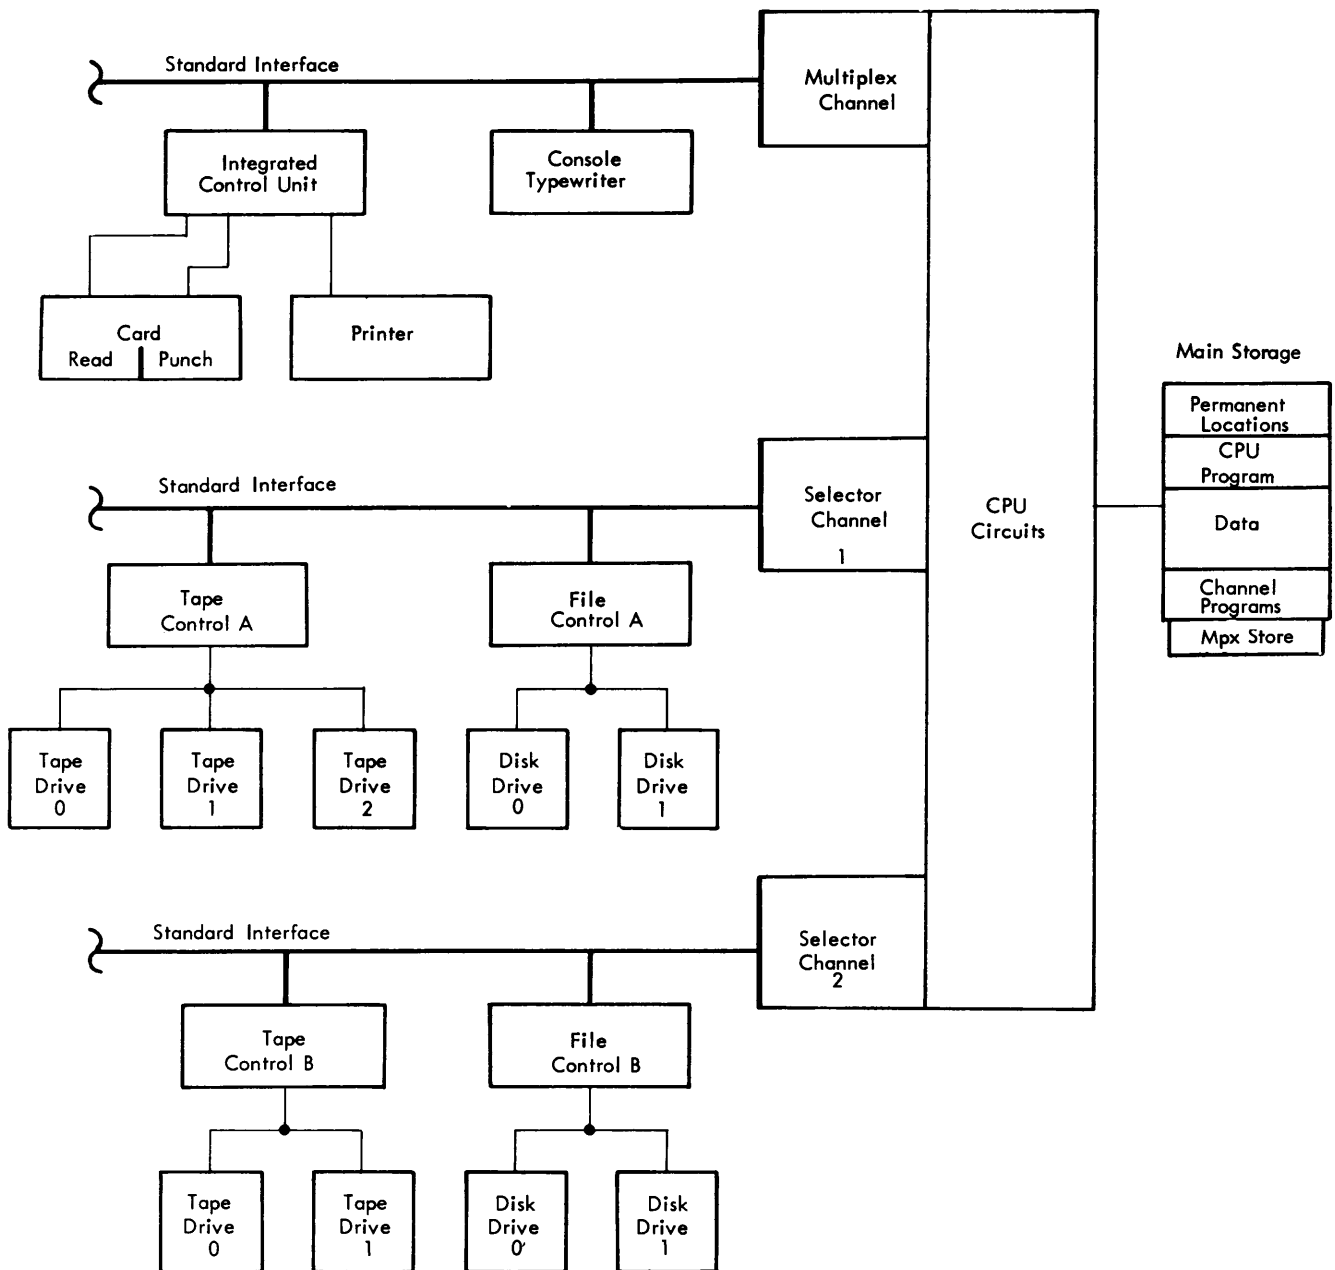 Standard Interface
Multiplex
Channel
Integrated
Control Unit
Console
Typewriter
Card
Read
Punch
Printer
Standard Interface
Selector
Channel
1
Tape
Control A
File
Control A
Tape
Drive
0
Tape
Drive
1
Tape
Drive
2
Disk
Drive
0
Disk
Drive
1
Standard Interface
Selector
Channel
2
Tape
Control B
File
Control B
Tape
Drive
0
Tape
Drive
1
Disk
Drive
0
Disk
Drive
1
CPU
Circuits
Main Storage
Permanent
Locations
CPU
Program
Data
Channel
Programs
Mpx Store